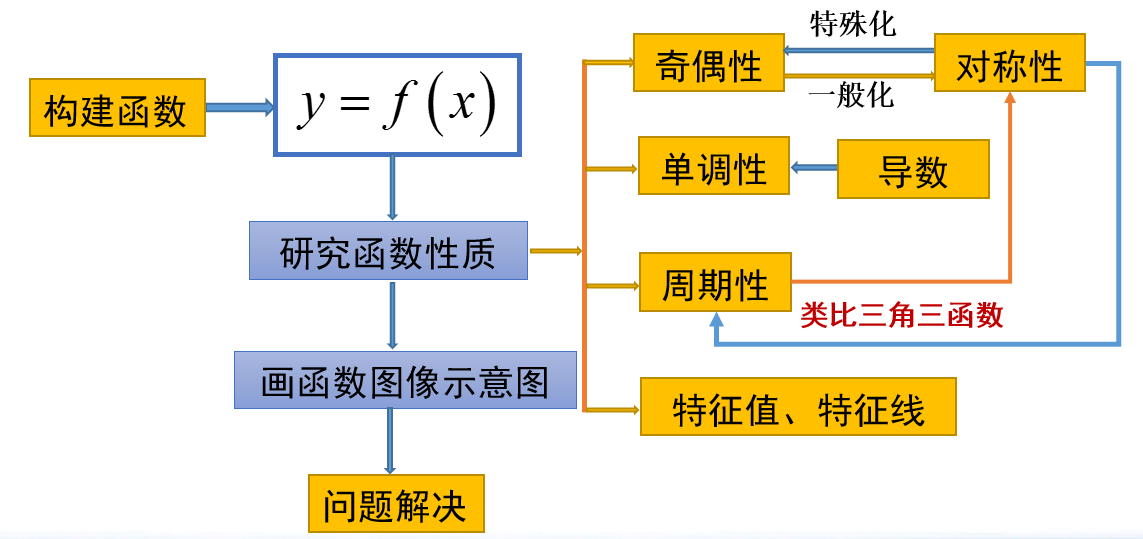 构建函数
y = f(x)
研究函数性质
画函数图像示意图
问题解决
奇偶性
特殊化
一般化
对称性
单调性
导数
周期性
类比三角三函数
特征值、特征线